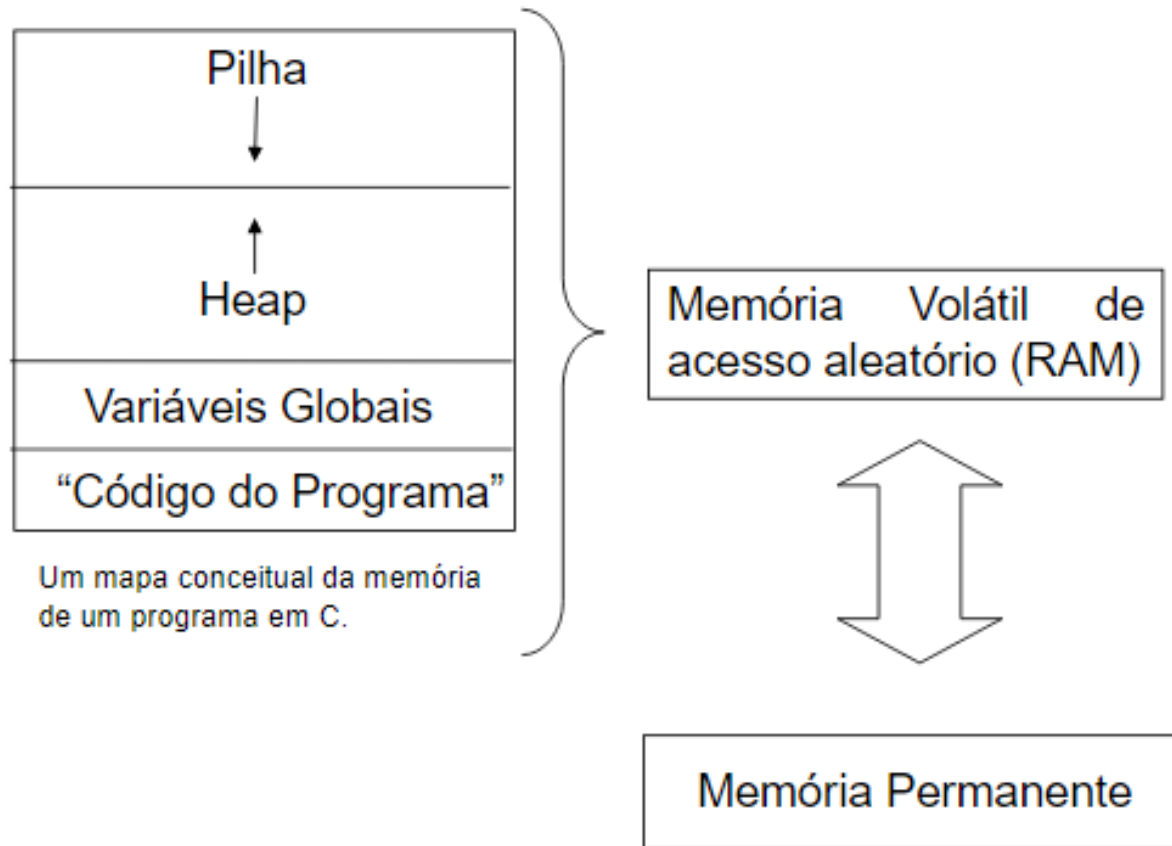 Pilha
Heap
Variáveis Globais
“Código do Programa”
Um mapa conceitual da memória
de um programa em C.
Memória Volátil de
acesso aleatório (RAM)
Memória Permanente